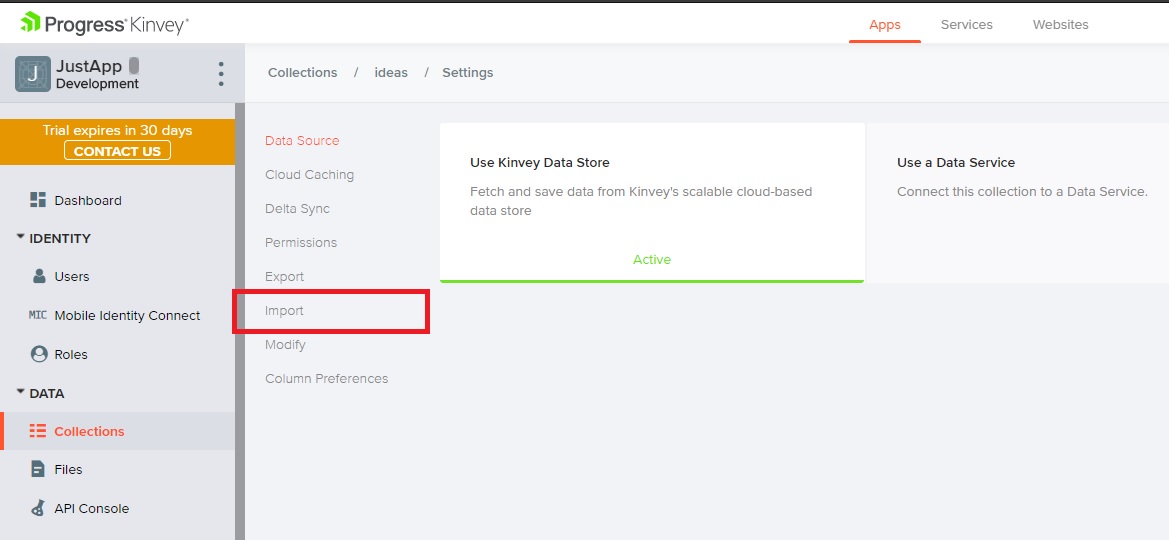 Progress Kinvey
Apps
Services
Websites
J
JustApp
Development
Collections / ideas / Settings
Trial expires in 30 days
CONTACT US
Dashboard
IDENTITY
Users
MIC Mobile Identity Connect
Roles
DATA
Collections
Files
API Console
Data Source
Cloud Caching
Delta Sync
Permissions
Export
Import
Modify
Column Preferences
Use Kinvey Data Store
Fetch and save data from Kinvey's scalable cloud-based
data store
Active
Use a Data Service
Connect this collection to a Data Service.